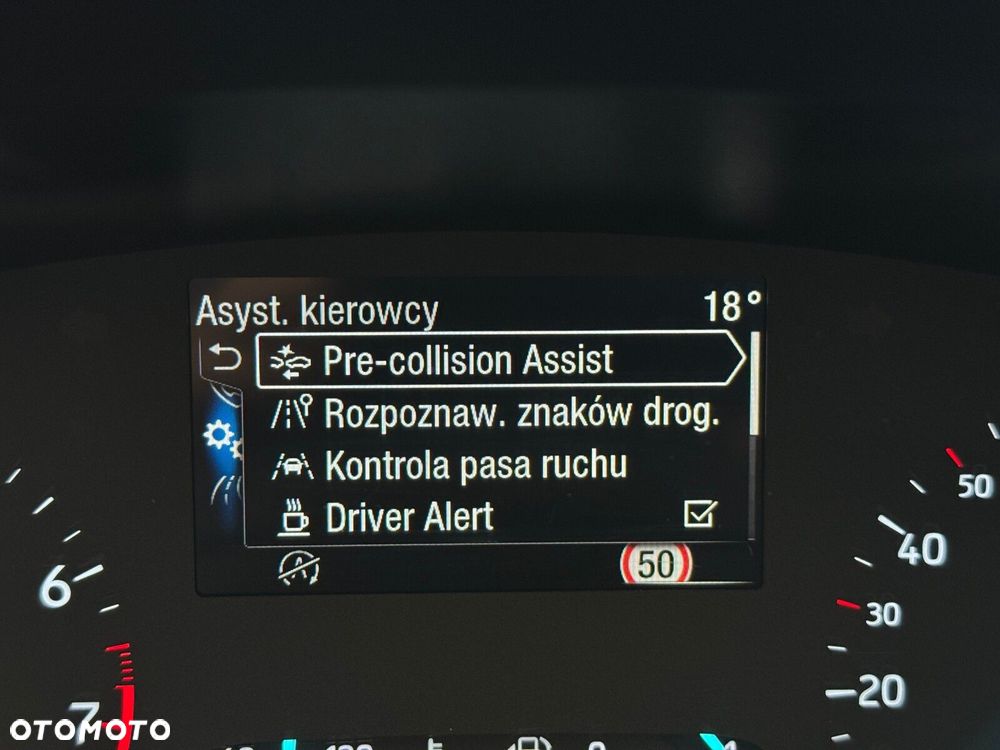 Asyst. kierowcy 18°
Pre-collision Assist
Rozpoznaw. znaków drog.
Kontrola pasa ruchu
Driver Alert
50
50
40
6
30
20
7
OTOMOTO